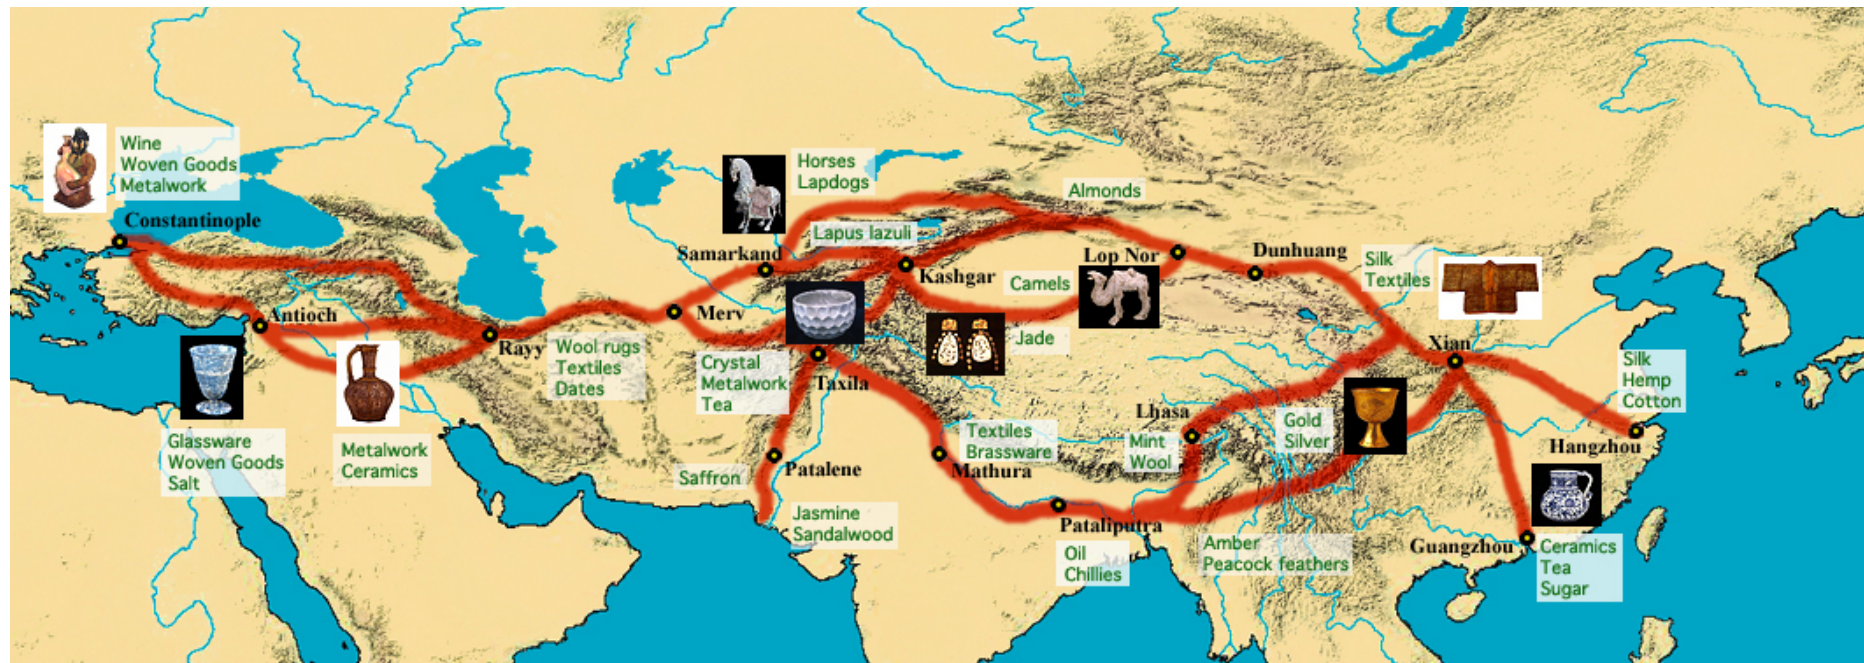 Wine
Woven Goods
Metalwork
Constantinople
Antioch
Glassware
Woven Goods
Salt
Metalwork
Ceramics
Rayy
Wool rugs
Textiles
Dates
Horses
Lapdogs
Samarkand
Lapus lazuli
Merv
Crystal
Metalwork
Tea
Taxila
Saffron
Patalene
Jasmine
Sandalwood
Kashgar
Almonds
Camels
Jade
Lop Nor
Dunhuang
Textiles
Brassware
Mathura
Pataliputra
Oil
Chillies
Lhasa
Mint
Wool
Gold
Silver
Amber
Peacock feathers
Silk
Textiles
Xian
Silk
Hemp
Cotton
Hangzhou
Guangzhou
Ceramics
Tea
Sugar